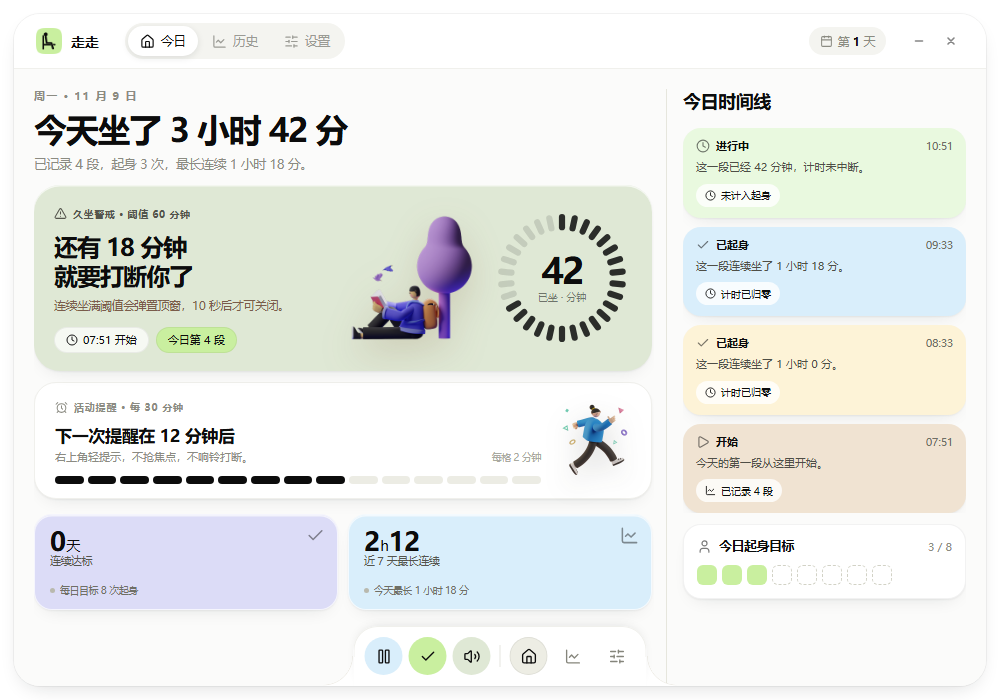 走走
今日
历史
设置
第 1 天
周一 • 11 月 9 日
今天坐了 3 小时 42 分
已记录 4 段，起身 3 次，最长连续 1 小时 18 分。
久坐警戒 • 阈值 60 分钟
还有 18 分钟
就要打断你了
连续坐满阈值会弹置顶窗，10 秒后才可关闭。
07:51 开始
今日第 4 段
42
已坐 · 分钟
活动提醒 • 每 30 分钟
下一次提醒在 12 分钟后
右上角轻提示，不抢焦点，不响铃打断。
每格 2 分钟
0天
连续达标
每日目标 8 次起身
2h12
近 7 天最长连续
今天最长 1 小时 18 分
今日时间线
进行中
10:51
这一段已经 42 分钟，计时未中断。
未计入起身
已起身
09:33
这一段连续坐了 1 小时 18 分。
计时已归零
已起身
08:33
这一段连续坐了 1 小时 0 分。
计时已归零
开始
07:51
今天的第一段从这里开始。
已记录 4 段
今日起身目标
3 / 8